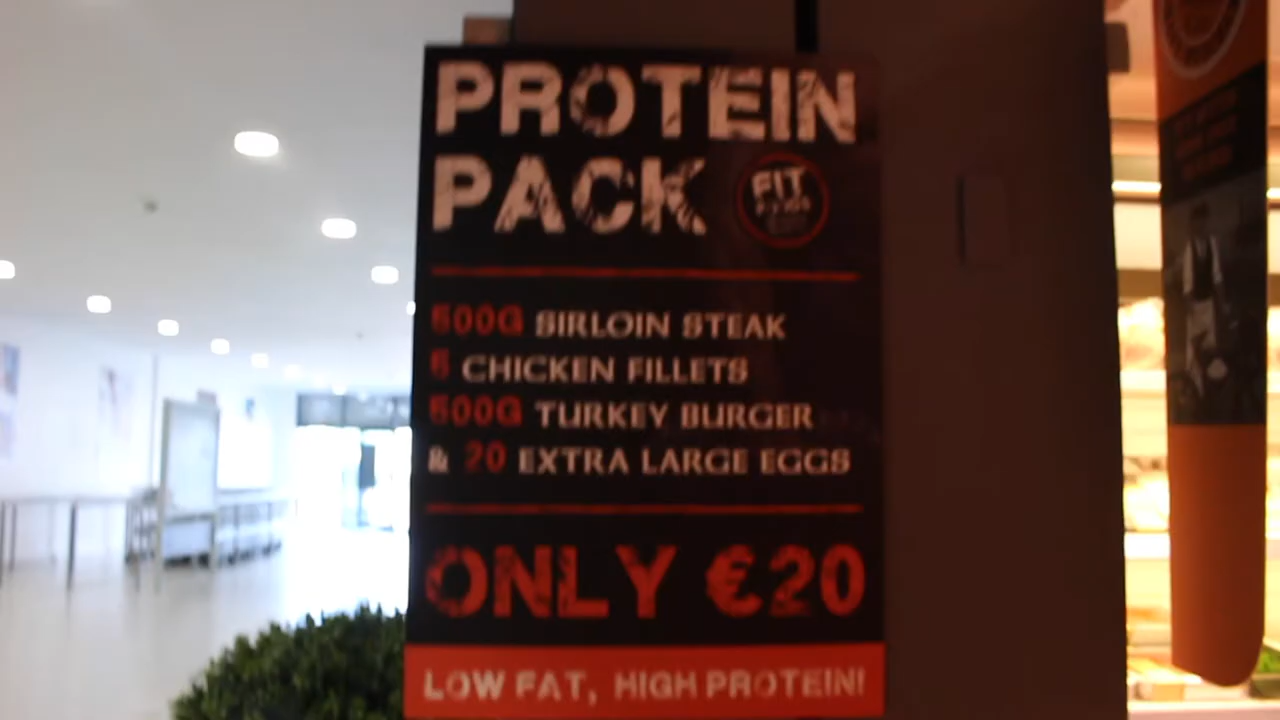 PROTEIN
PACK
FIT
500G SIRLOIN STEAK
5 CHICKEN FILLETS
500G TURKEY BURGER
& 20 EXTRA LARGE EGGS
ONLY €20
LOW FAT, HIGH PROTEIN!